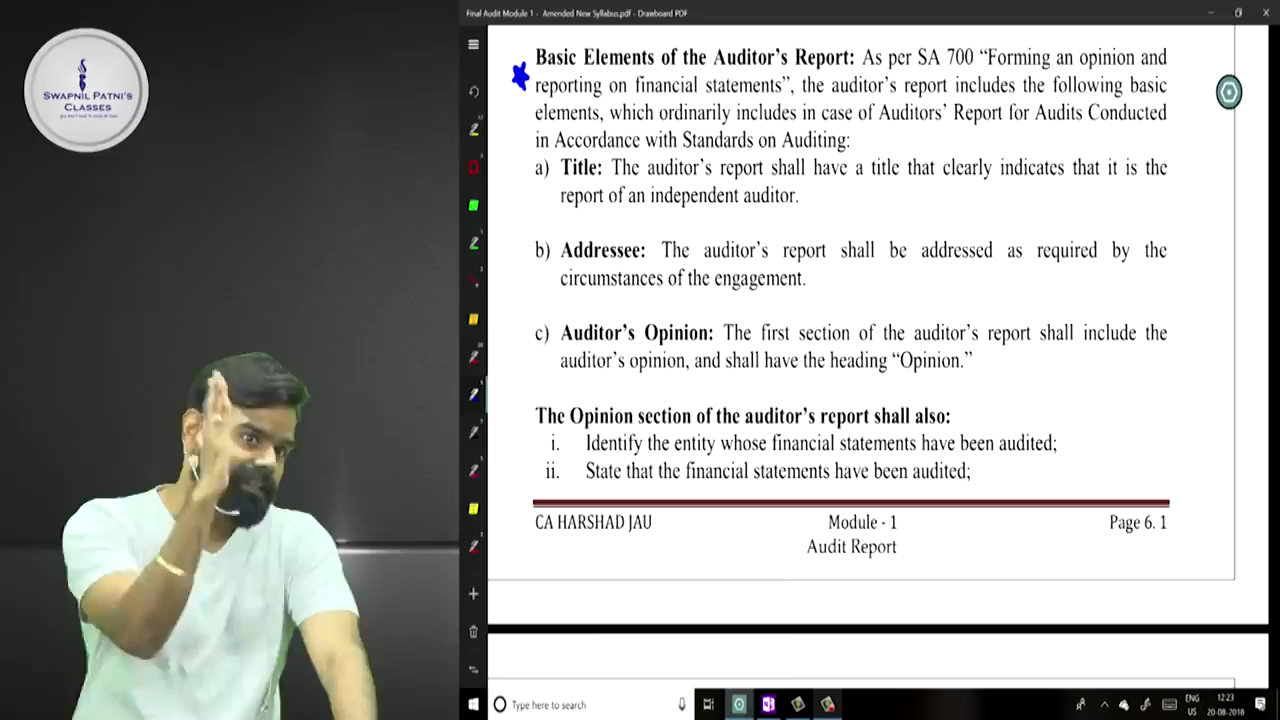 Final Audit Module 1 - Amended New Syllabus.pdf - Drawboard PDF
SWAPNIL PATNI'S
CLASSES
Basic Elements of the Auditor's Report: As per SA 700 “Forming an opinion and
reporting on financial statements”, the auditor's report includes the following basic
elements, which ordinarily includes in case of Auditors' Report for Audits Conducted
in Accordance with Standards on Auditing:
a) Title: The auditor's report shall have a title that clearly indicates that it is the
report of an independent auditor.
b) Addressee: The auditor's report shall be addressed as required by the
circumstances of the engagement.
c) Auditor's Opinion: The first section of the auditor's report shall include the
auditor's opinion, and shall have the heading “Opinion.”
The Opinion section of the auditor's report shall also:
i. Identify the entity whose financial statements have been audited;
ii. State that the financial statements have been audited;
CA HARSHAD JAU Module - 1 Page 6. 1
Audit Report
Type here to search
ENG 12:23
US 20-08-2018